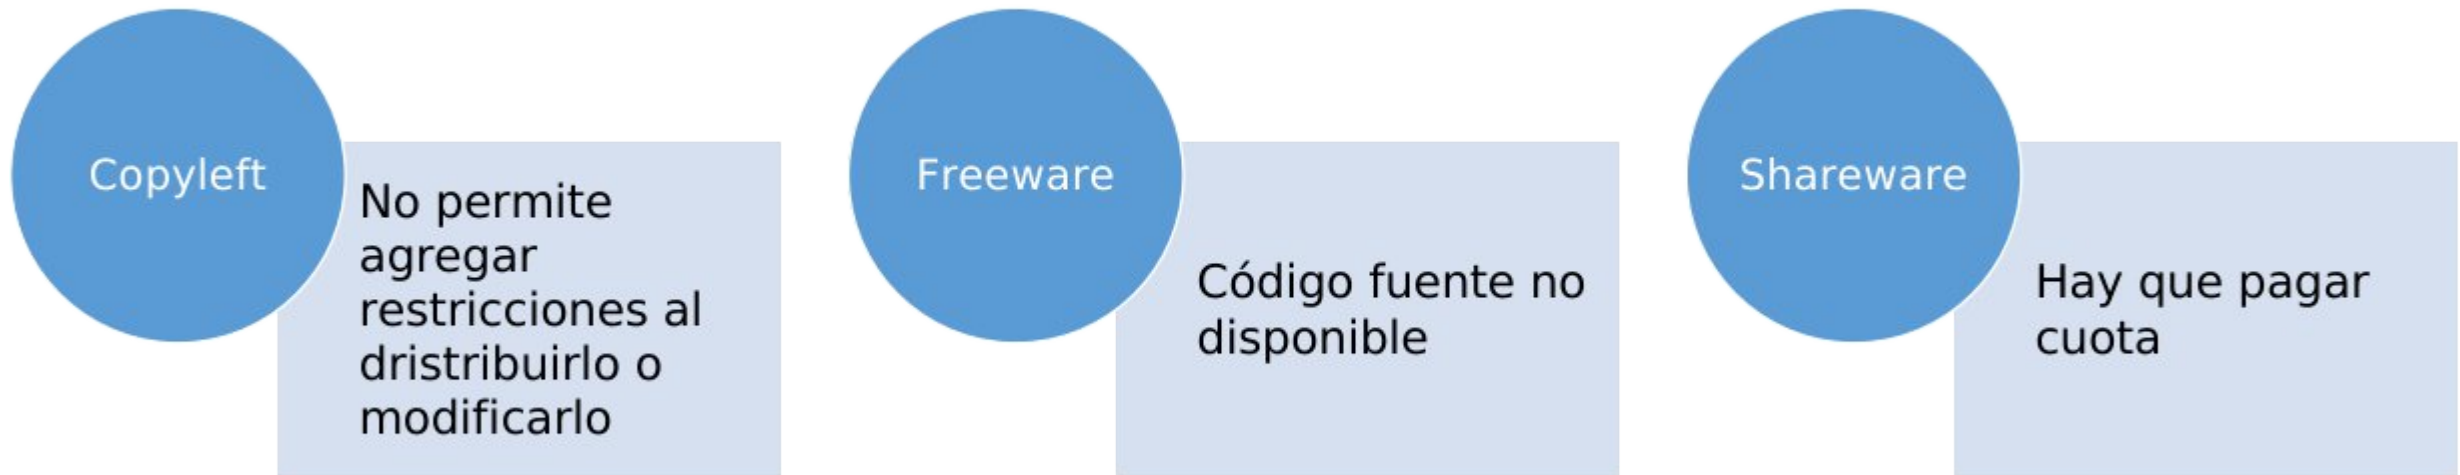 Copyleft
No permite
agregar
restricciones al
dristribuirlo o
modificarlo
Freeware
Código fuente no
disponible
Shareware
Hay que pagar
cuota